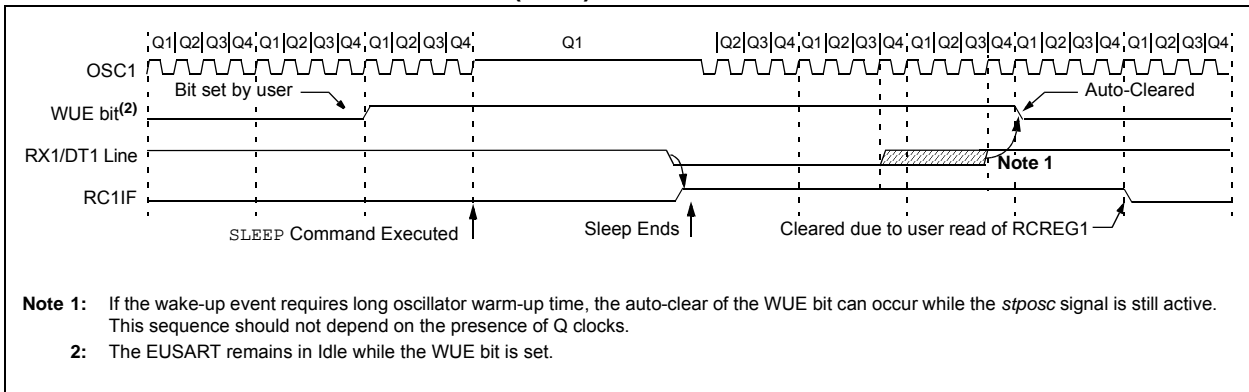 Q1 Q2 Q3 Q4 Q1 Q2 Q3 Q4 Q1 Q2 Q3 Q4 Q1 Q2 Q3 Q4 Q1 Q2 Q3 Q4 Q1 Q2 Q3 Q4 Q1 Q2 Q3 Q4
OSC1
Bit set by user
Auto-Cleared
WUE bit(2)
RX1/DT1 Line
Note 1
RC1IF
SLEEP Command Executed
Sleep Ends
Cleared due to user read of RCREG1
Note 1: If the wake-up event requires long oscillator warm-up time, the auto-clear of the WUE bit can occur while the stposc signal is still active.
This sequence should not depend on the presence of Q clocks.
2: The EUSART remains in Idle while the WUE bit is set.